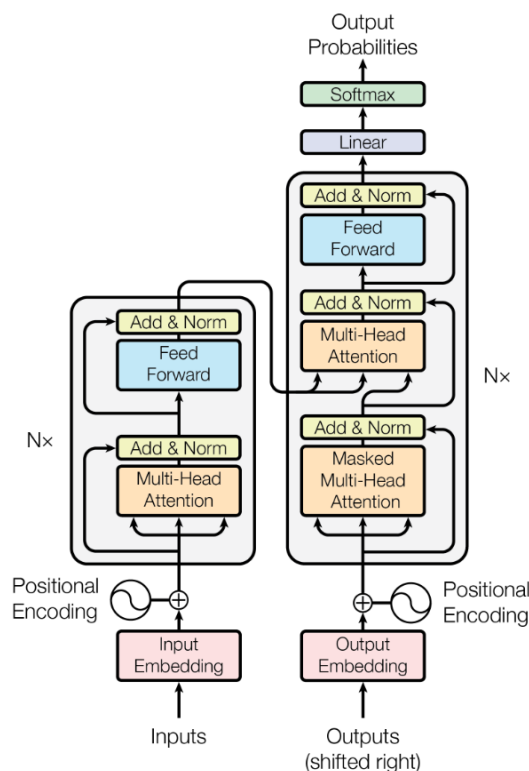 Output
Probabilities
Softmax
Linear
Add & Norm
Feed
Forward
Add & Norm
Multi-Head
Attention
Add & Norm
Masked
Multi-Head
Attention
N×
Add & Norm
Feed
Forward
N×
Add & Norm
Multi-Head
Attention
Positional
Encoding
Positional
Encoding
Input
Embedding
Output
Embedding
Inputs
Outputs
(shifted right)